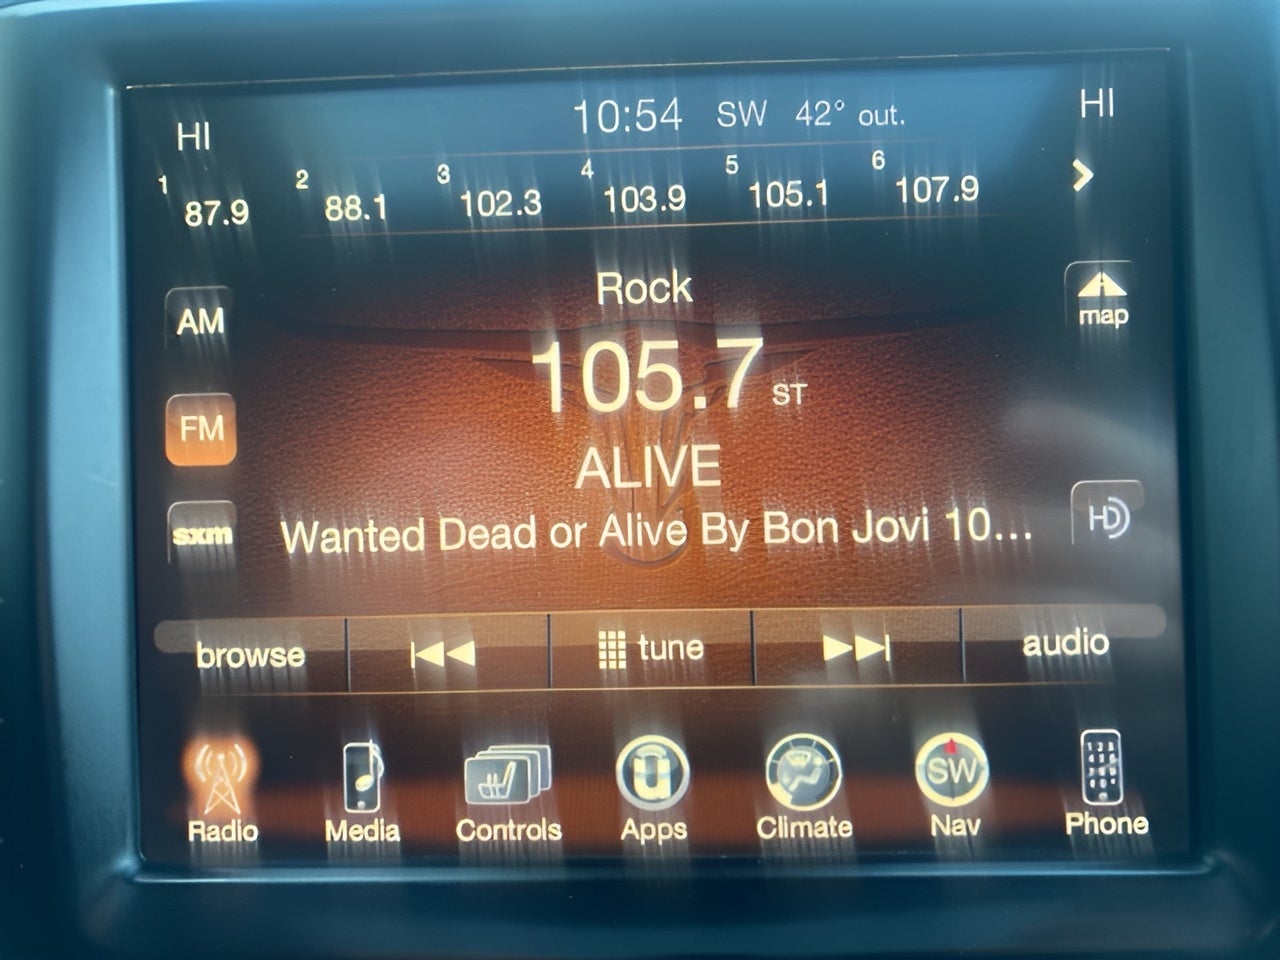 HI 10:54 SW 42° out. HI
1 87.9 2 88.1 3 102.3 4 103.9 5 105.1 6 107.9
Rock
map
AM
105.7 ST
FM
ALIVE
HD
sxm
Wanted Dead or Alive By Bon Jovi 10...
browse tune audio
SW
Radio Media Controls Apps Climate Nav Phone